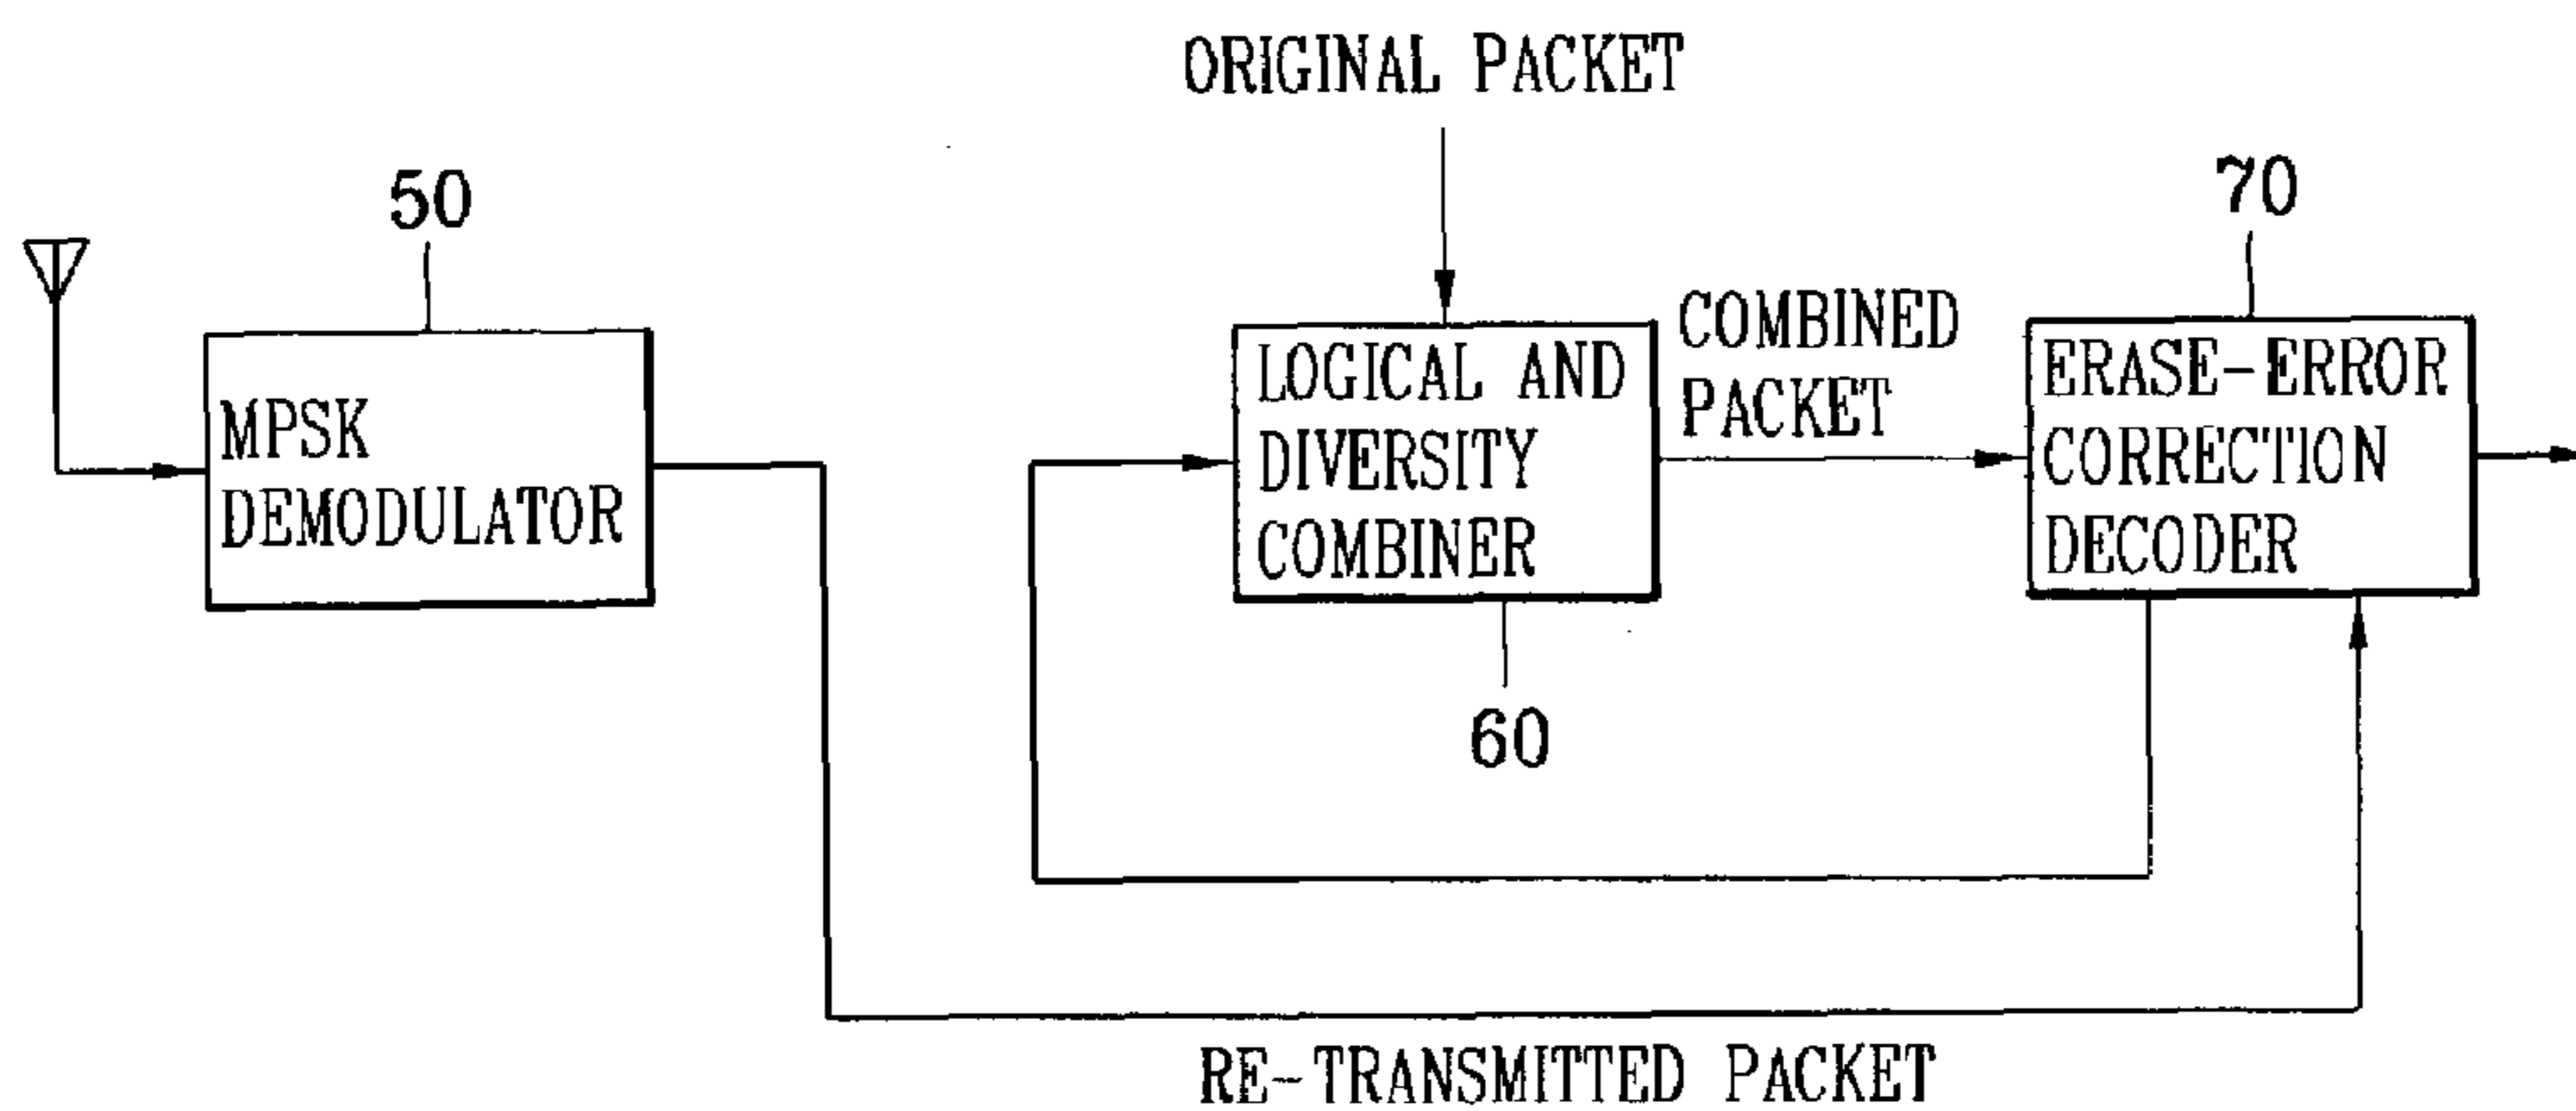 ORIGINAL PACKET
50
70
MPSK
DEMODULATOR
LOGICAL AND
DIVERSITY
COMBINER
COMBINED
PACKET
ERASE-ERROR
CORRECTION
DECODER
60
RE-TRANSMITTED PACKET